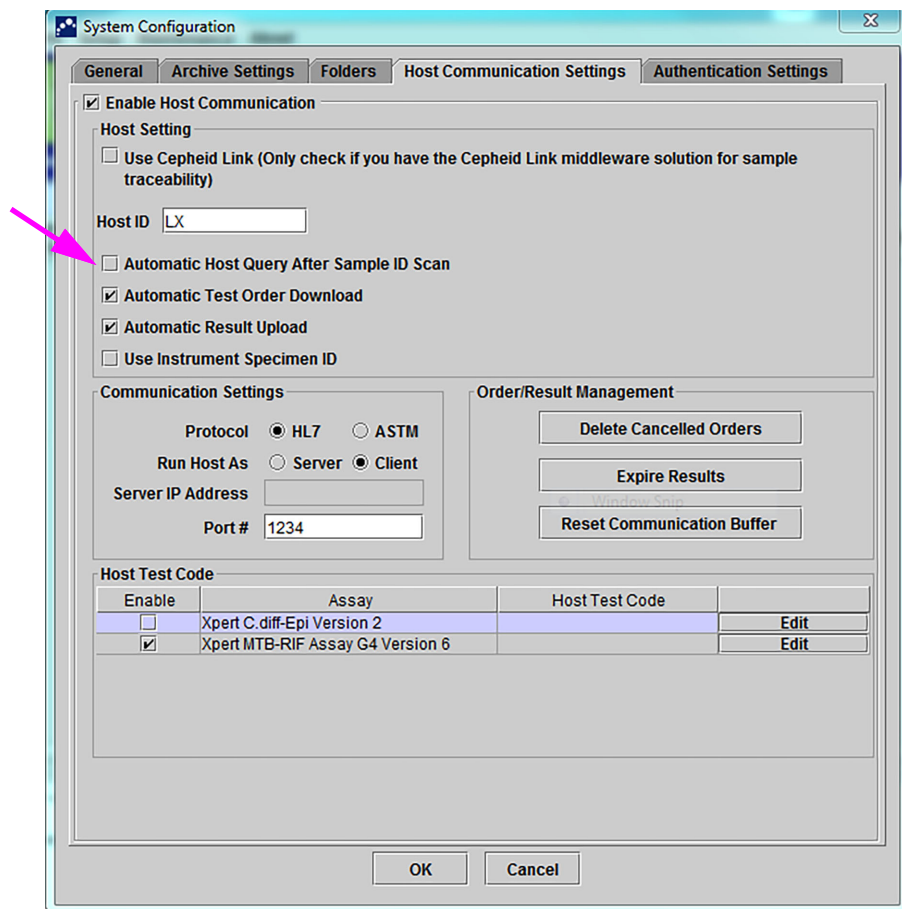 System Configuration
General Archive Settings Folders Host Communication Settings Authentication Settings
Enable Host Communication
Host Setting
Use Cepheid Link (Only check if you have the Cepheid Link middleware solution for sample
traceability)
Host ID LX
Automatic Host Query After Sample ID Scan
Automatic Test Order Download
Automatic Result Upload
Use Instrument Specimen ID
Communication Settings
Protocol HL7 ASTM
Run Host As Server Client
Server IP Address
Port # 1234
Order/Result Management
Delete Cancelled Orders
Expire Results
Window Snip
Reset Communication Buffer
Host Test Code
Enable Assay Host Test Code
Xpert C.diff-Epi Version 2 Edit
Xpert MTB-RIF Assay G4 Version 6 Edit
OK Cancel